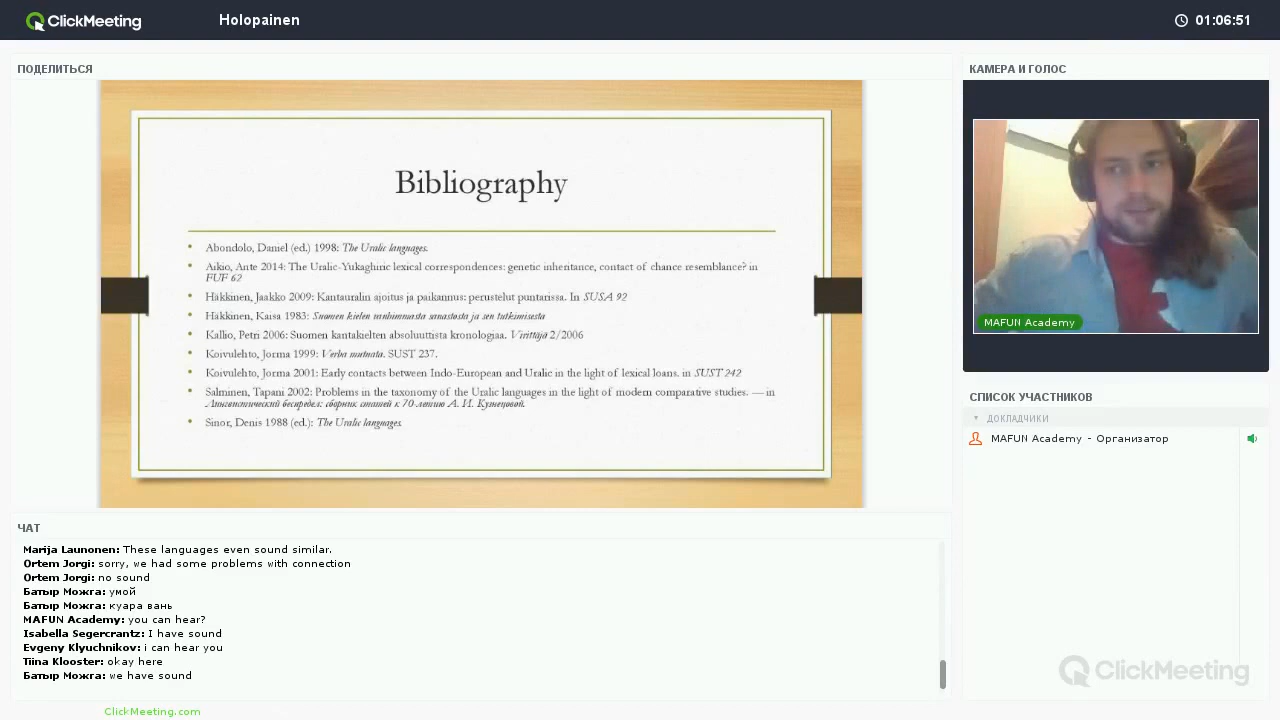 ClickMeeting
Holopainen
01:06:51
ПОДЕЛИТЬСЯ
КАМЕРА И ГОЛОС
Bibliography
• Abondolo, Daniel (ed.) 1998: The Uralic languages.
• Aikio, Ante 2014: The Uralic-Yukaghiric lexical correspondences: genetic inheritance, contact of chance resemblance? in
FUF 62
• Häkkinen, Jaakko 2009: Kantauralin ajoitus ja paikannus: perustelut puntarissa. In SUSA 92
• Häkkinen, Kaisa 1983: Suomen kielen vanhimmasta sanastosta ja sen tutkimisesta
• Kallio, Petri 2006: Suomen kantakielten absoluuttista kronologiaa. Virittäjä 2/2006
• Koivulehto, Jorma 1999: Verba mutuata. SUST 237.
• Koivulehto, Jorma 2001: Early contacts between Indo-European and Uralic in the light of lexical loans. in SUST 242
• Salminen, Tapani 2002: Problems in the taxonomy of the Uralic languages in the light of modern comparative studies. — in
Лингвистический беспредел: сборник статей к 70-летию А. И. Кузнецовой.
• Sinor, Denis 1988 (ed.): The Uralic languages.
MAFUN Academy
СПИСОК УЧАСТНИКОВ
ДОКЛАДЧИКИ
MAFUN Academy - Организатор
ЧАТ
Marija Launonen: These languages even sound similar.
Ortem Jorgi: sorry, we had some problems with connection
Ortem Jorgi: no sound
Батыр Можга: умой
Батыр Можга: куара вань
MAFUN Academy: you can hear?
Isabella Segercrantz: I have sound
Evgeny Klyuchnikov: i can hear you
Tiina Klooster: okay here
Батыр Можга: we have sound
ClickMeeting
ClickMeeting.com